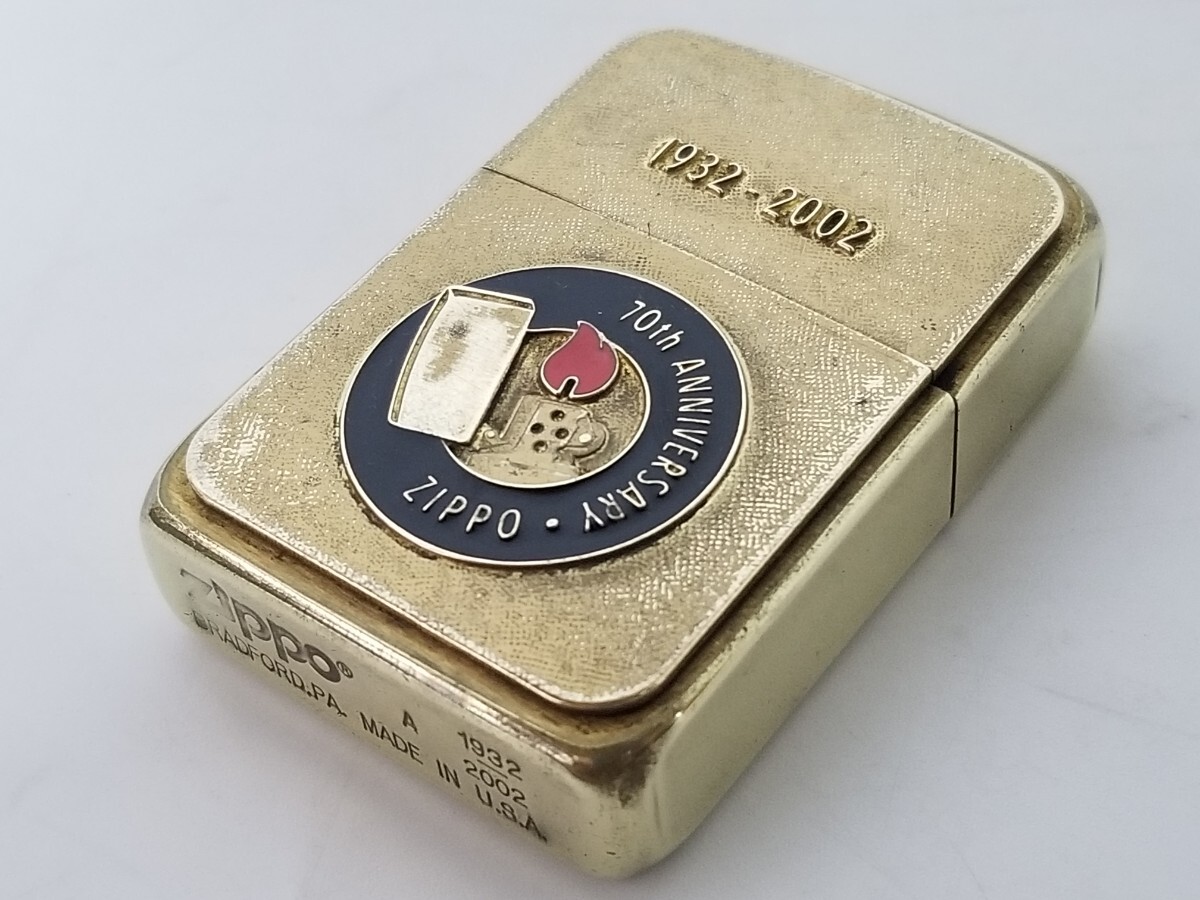 1932-2002
70th ANNIVERSARY
ZIPPO •
Zippo®
A 1932
BRADFORD.PA. MADE IN U.S.A.
2002